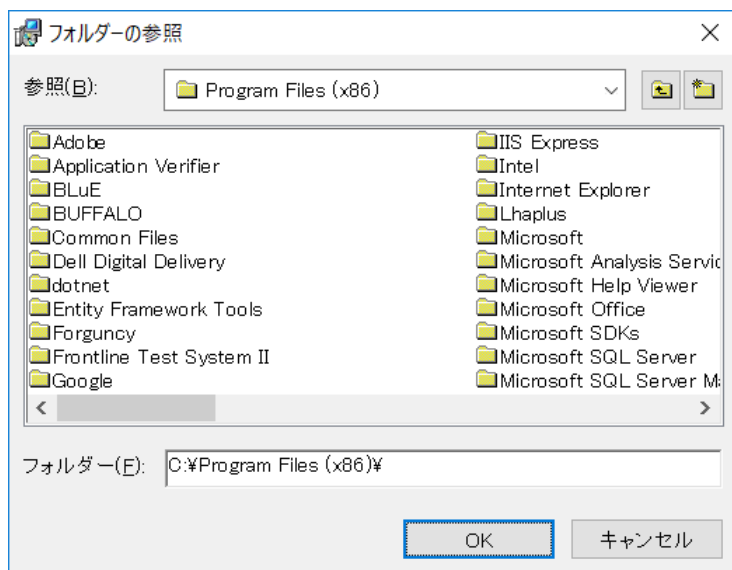 フォルダーの参照
参照(B):
Program Files (x86)
Adobe
Application Verifier
BLuE
BUFFALO
Common Files
Dell Digital Delivery
dotnet
Entity Framework Tools
Forguncy
Frontline Test System II
Google
IIS Express
Intel
Internet Explorer
Lhaplus
Microsoft
Microsoft Analysis Servic
Microsoft Help Viewer
Microsoft Office
Microsoft SDKs
Microsoft SQL Server
Microsoft SQL Server M
フォルダー(F):
C:¥Program Files (x86)¥
OK
キャンセル